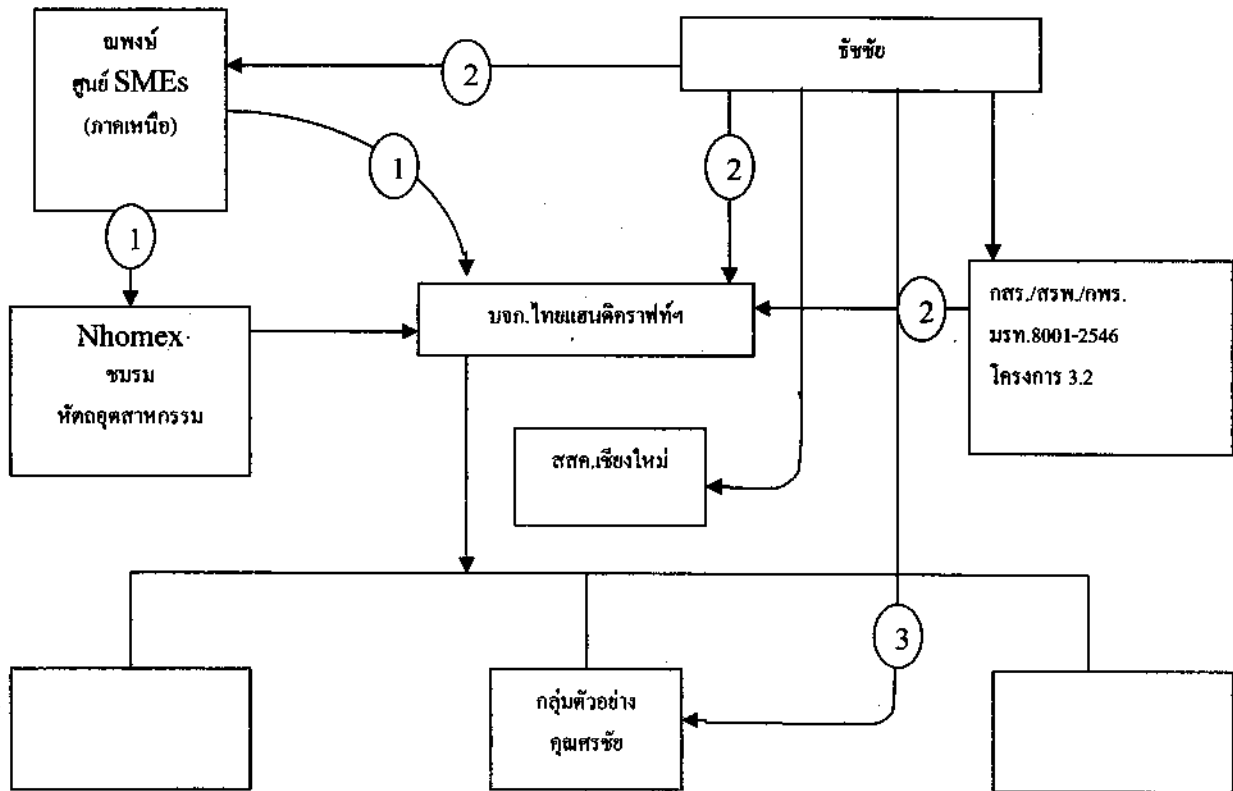 ณพงษ์
ศูนย์ SMEs
(ภาคเหนือ)
ธัชชัย
2
1
2
1
Nhomex
ชมรม
หัตถอุตสาหกรรม
บจก.ไทยแฮนดิคราฟท์ฯ
2
กสร./สรพ./กพร.
มรท.8001-2546
โครงการ 3.2
สสค.เชียงใหม่
3
กลุ่มตัวอย่าง
คุณศรชัย